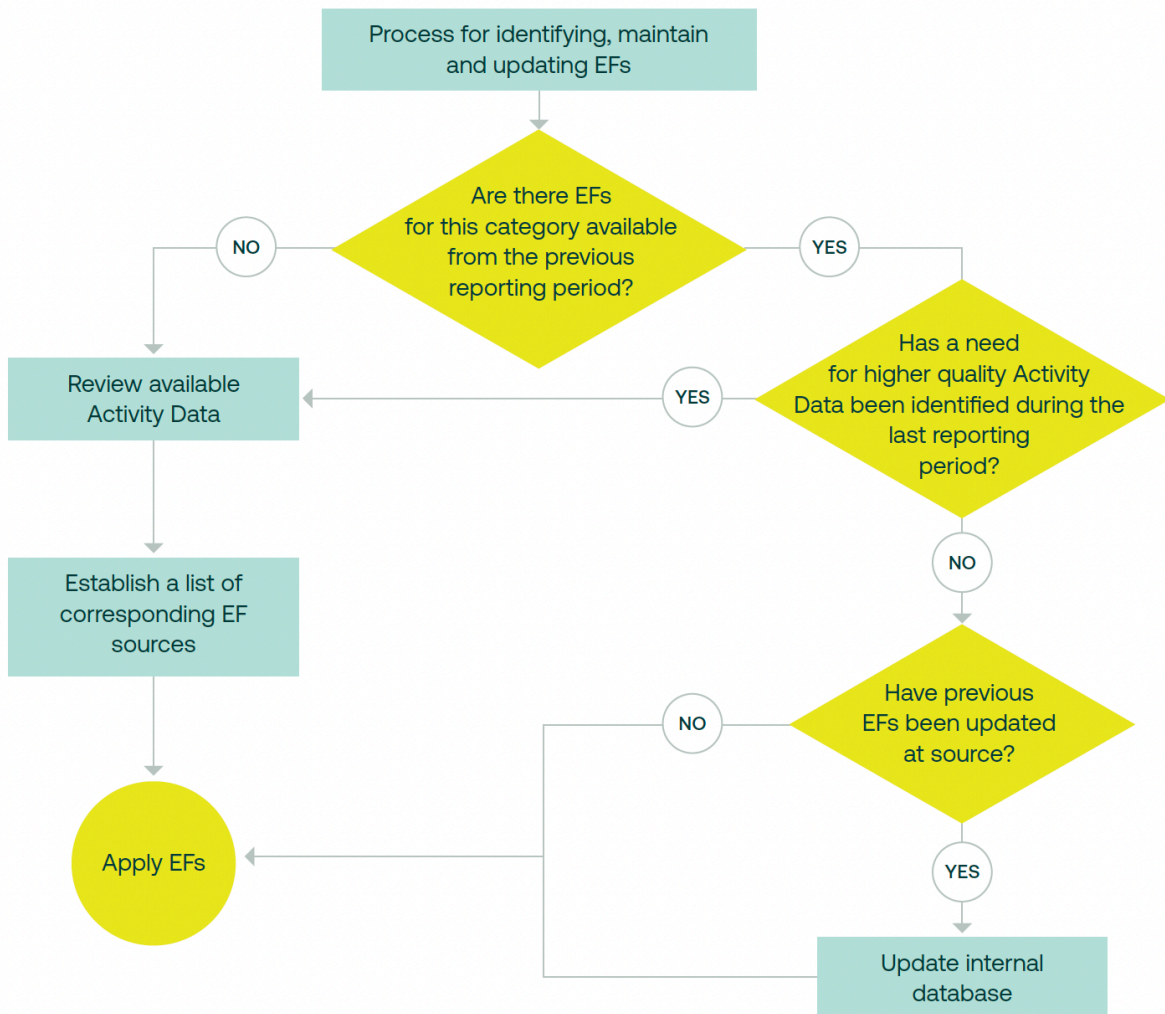 Process for identifying, maintain
and updating EFs
Are there EFs
for this category available
from the previous
reporting period?
NO
YES
Has a need
for higher quality Activity
Data been identified during the
last reporting
period?
YES
Review available
Activity Data
NO
Establish a list of
corresponding EF
sources
Have previous
EFs been updated
at source?
NO
Apply EFs
YES
Update internal
database